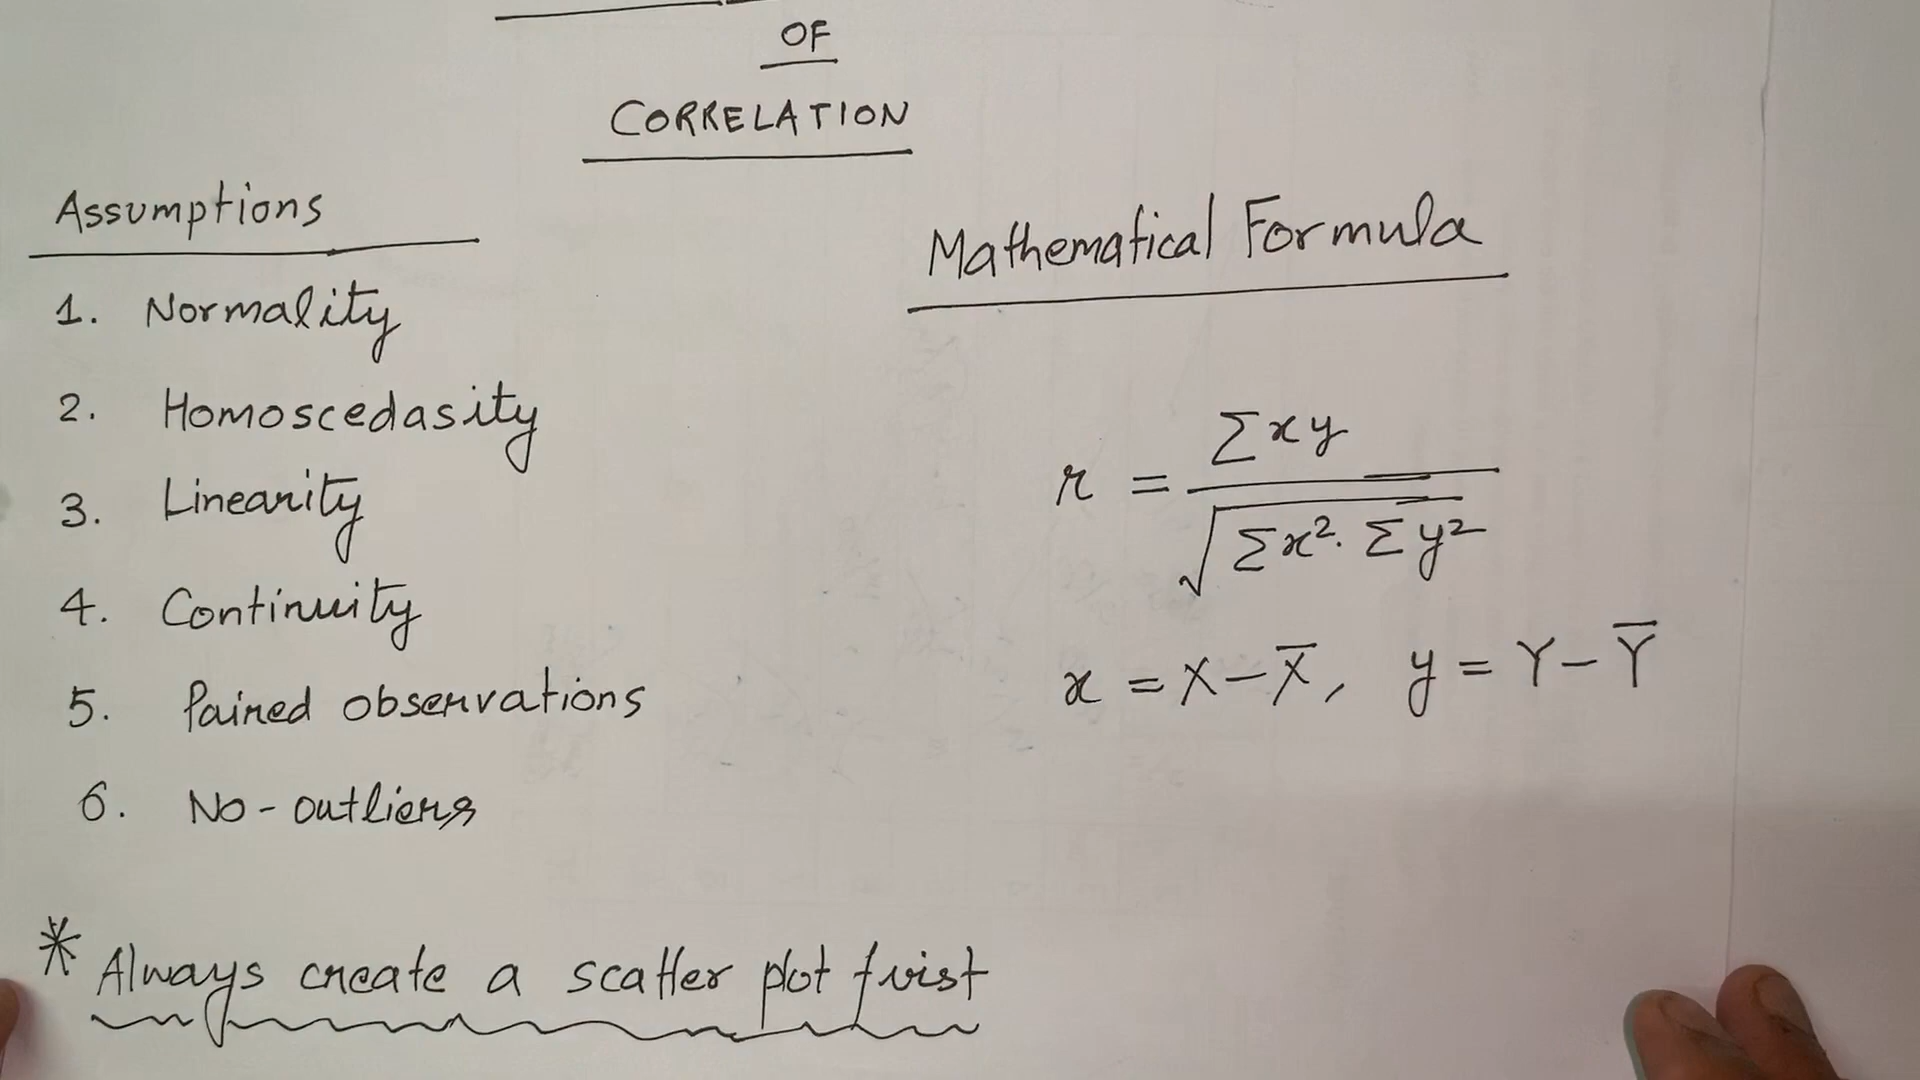 OF
CORRELATION
Assumptions
1. Normality
2. Homoscedasity
3. Linearity
4. Continuity
5. Paired observations
6. No-outliers
* Always create a scatter plot first
Mathematical Formula
r = Σxy / √Σx². Σy²
x = X – X̅, y = Y – Y̅